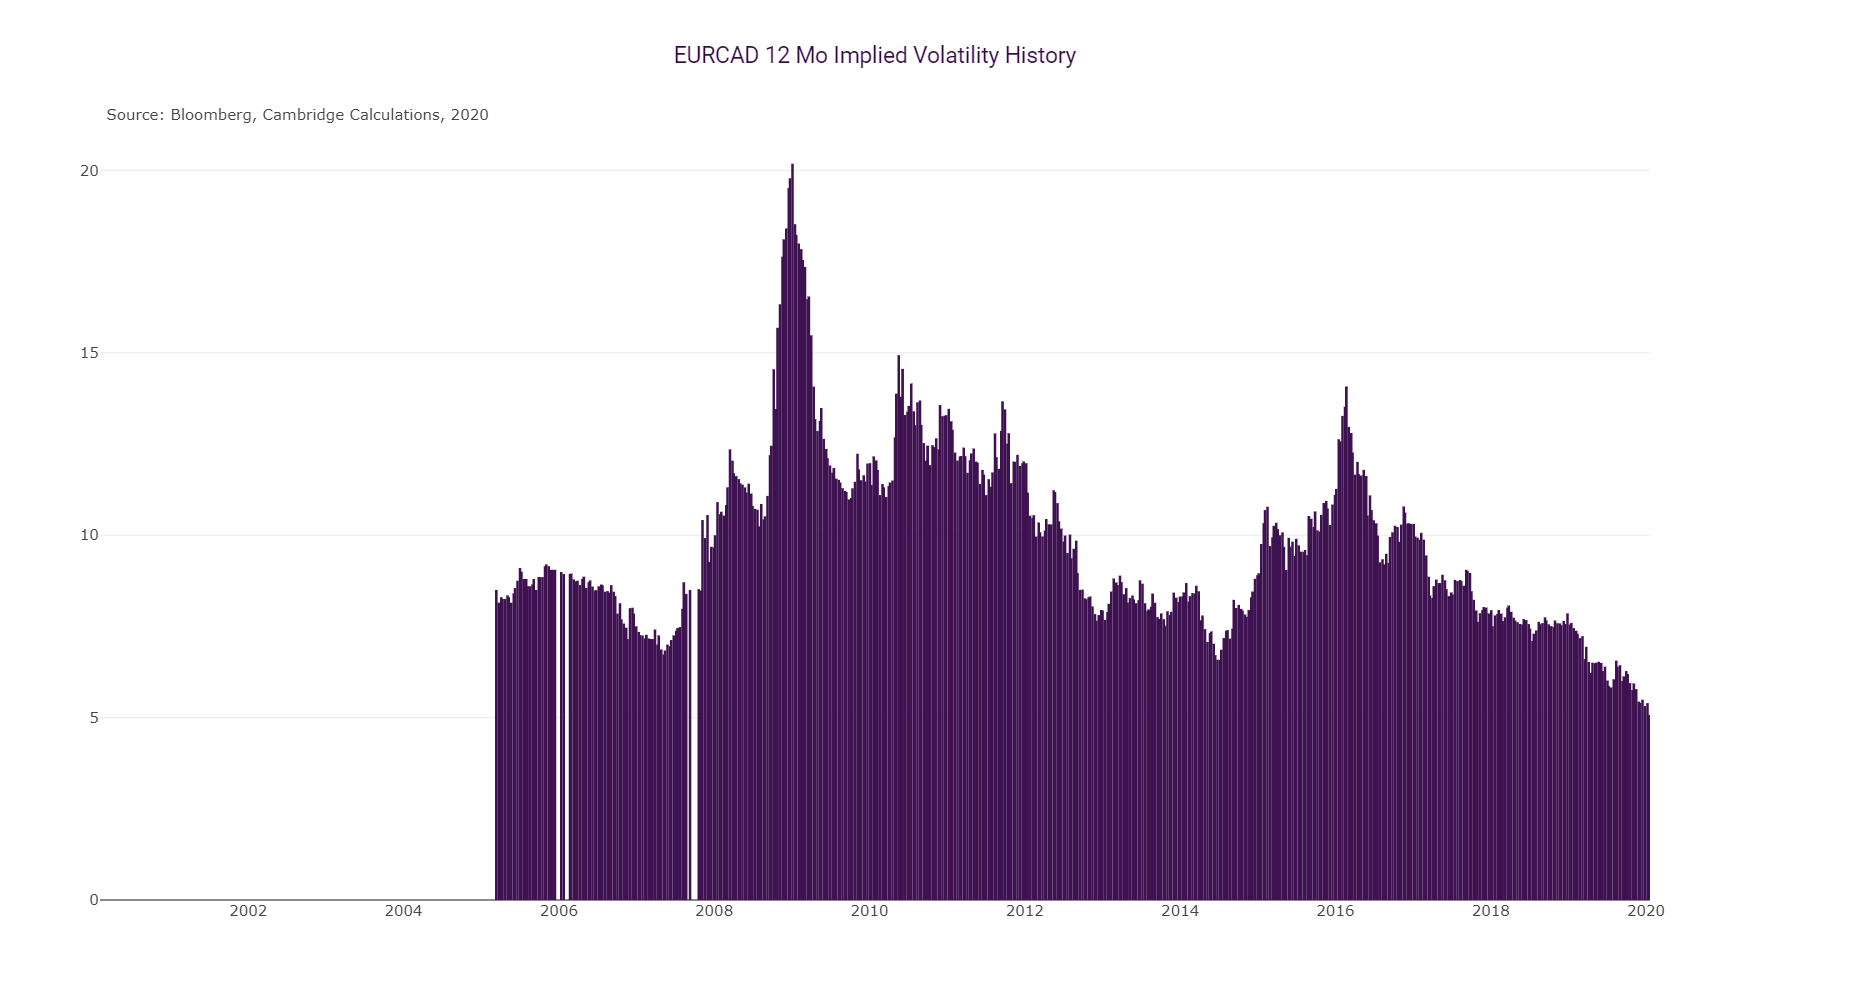 EURCAD 12 Mo Implied Volatility History
Source: Bloomberg, Cambridge Calculations, 2020
20
15
10
5
0
2002 2004 2006 2008 2010 2012 2014 2016 2018 2020